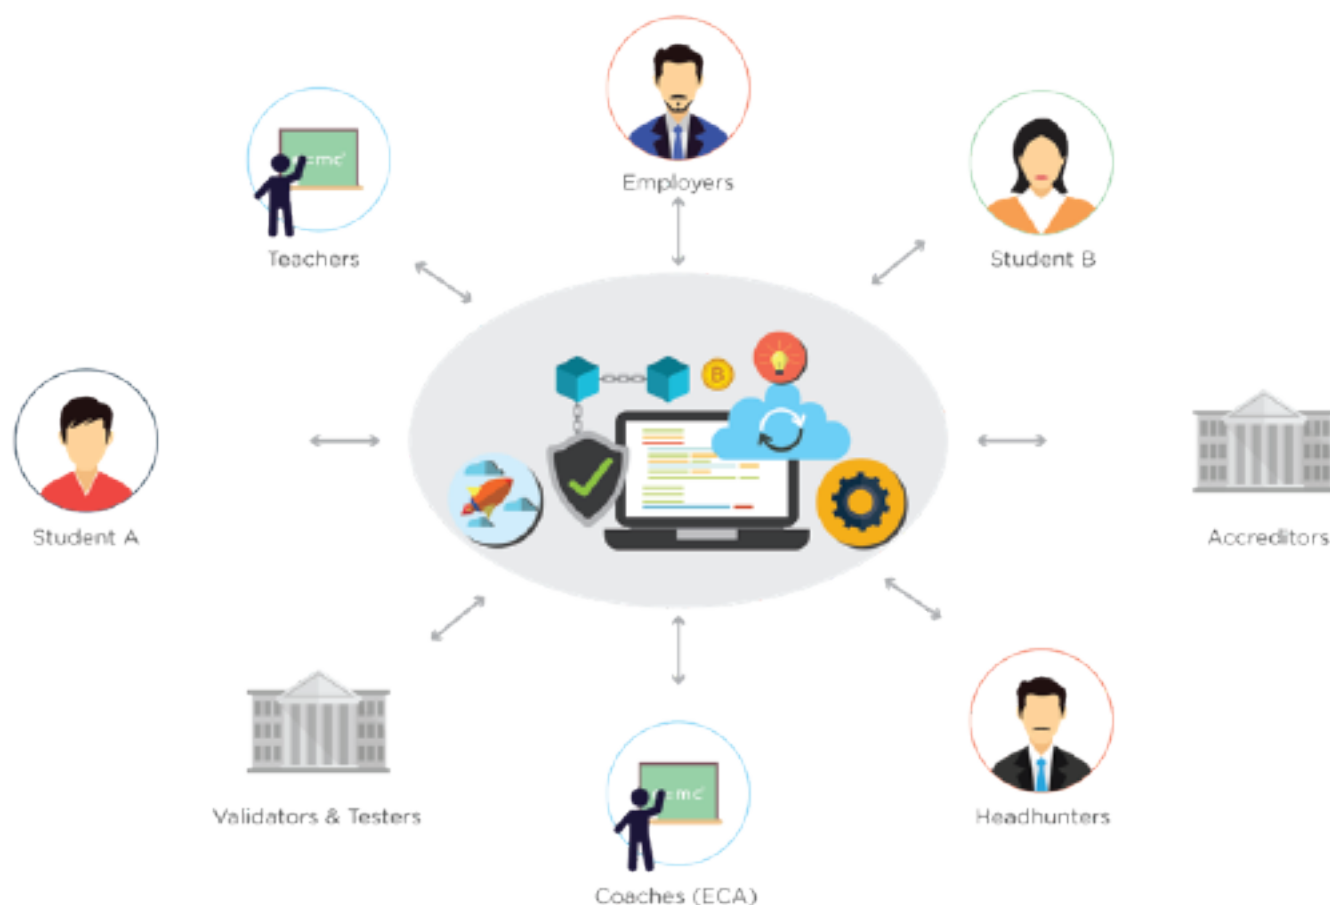 Employers
Teachers
Student B
Student A
Accreditors
Validators & Testers
Headhunters
Coaches (ECA)